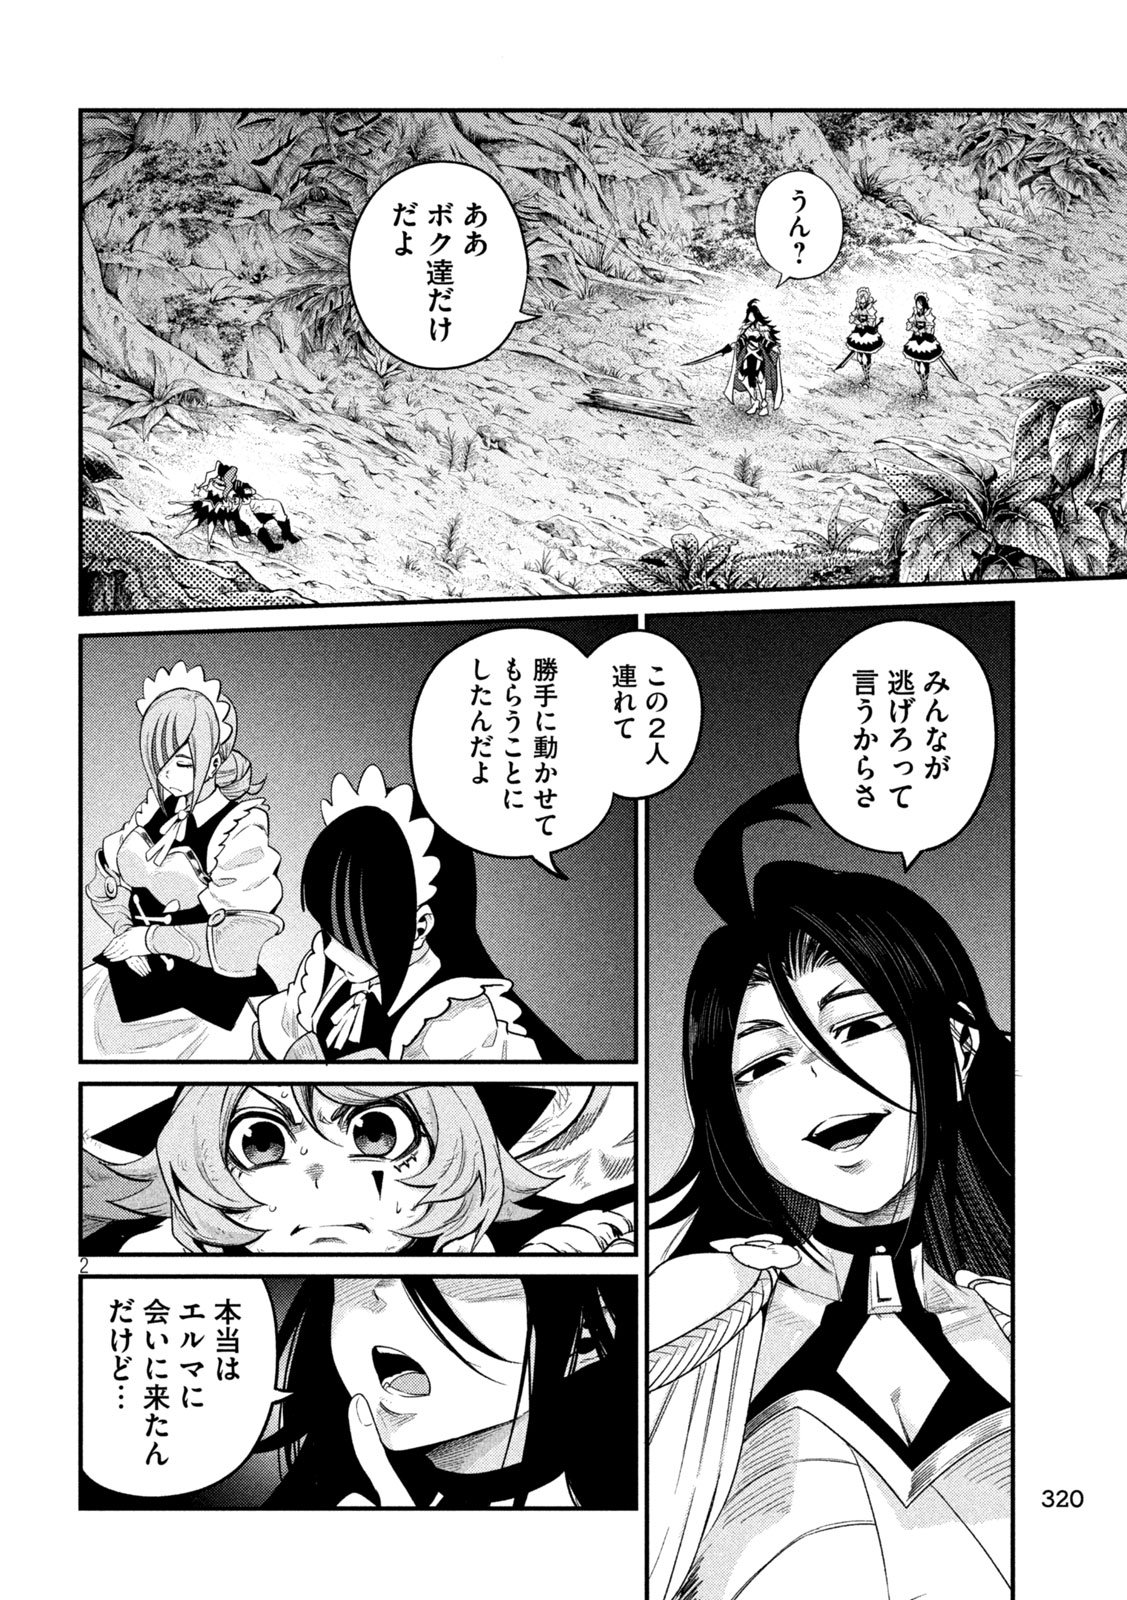 うん？
ああ
ボク達だけ
だよ
みんなが
逃げろって
言うからさ
この２人
連れて
勝手に動かせて
もらうことに
したんだよ
2
本当は
エルマに
会いに来たん
だけど…
320